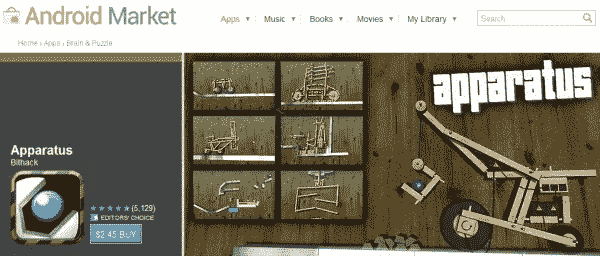 Android Market
Apps Music Books Movies My Library Search
Home › Apps › Brain & Puzzle
apparatus
Apparatus
Bithack
(5,129)
EDITORS' CHOICE
$2.45 BUY